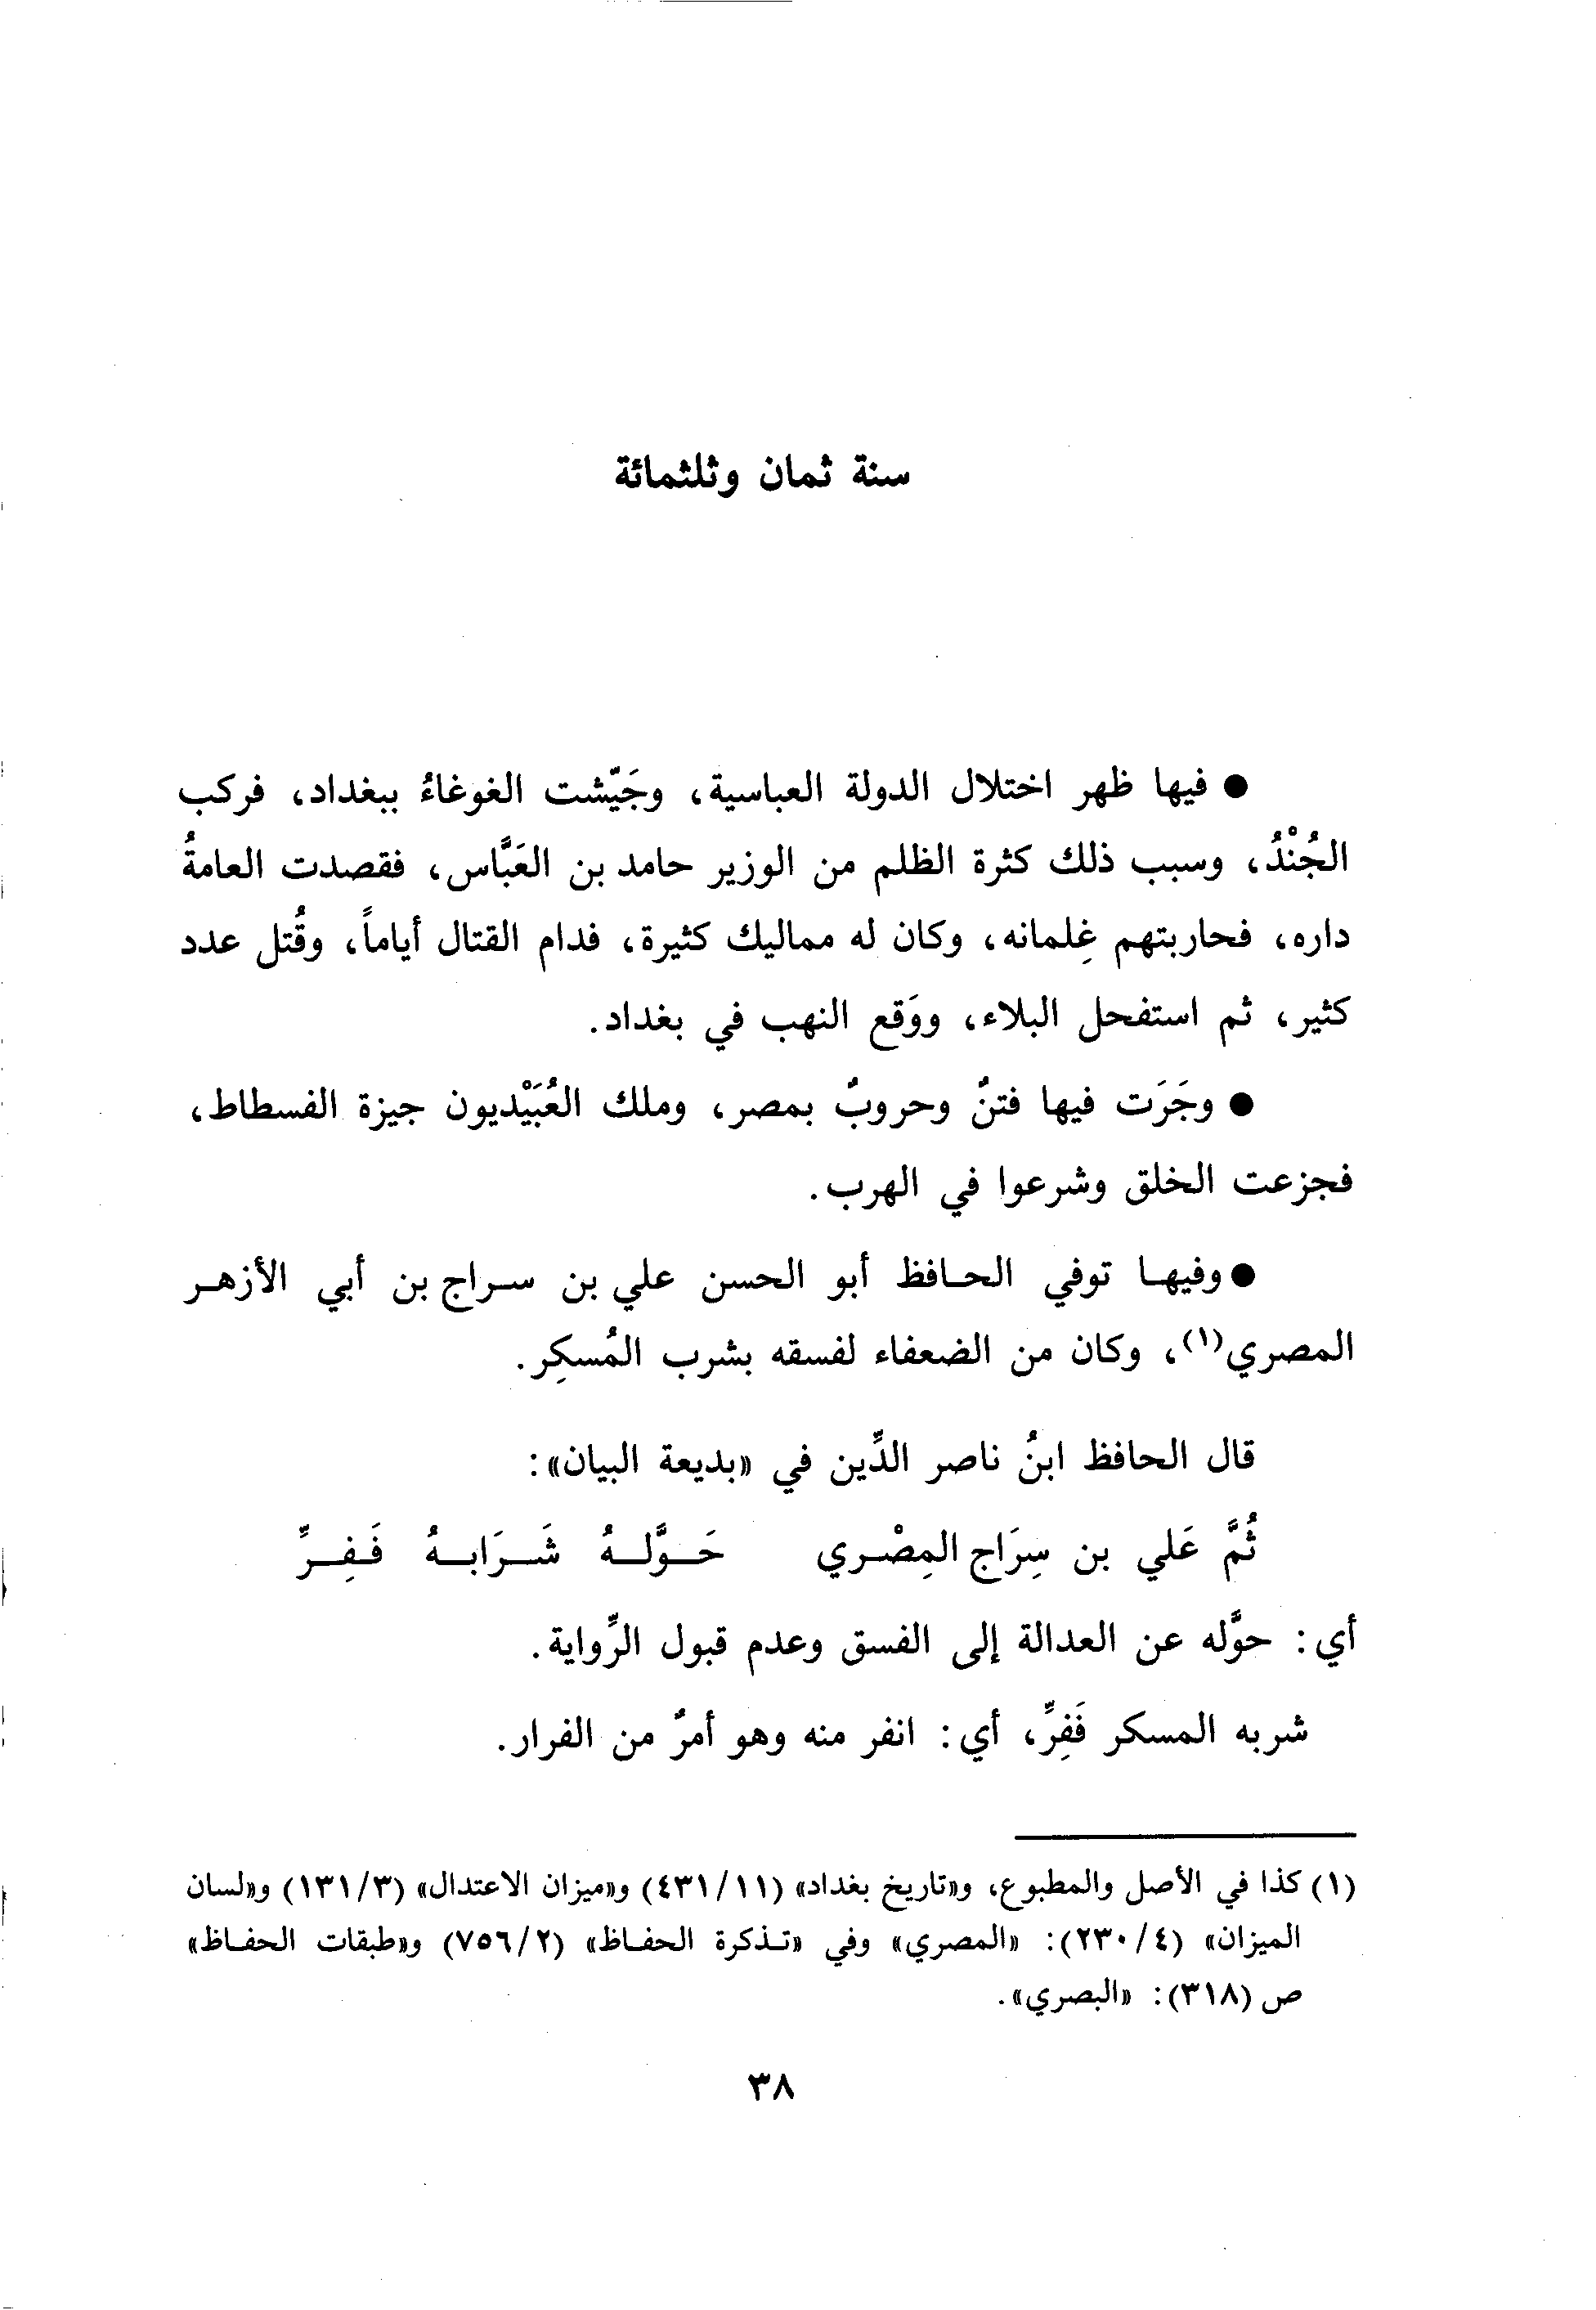 سنة ثمان وثلثمائة
● فيها ظهر اختلال الدولة العباسية، وجَيّشت الغوغاءُ ببغداد، فركب
الجُنْدُ، وسبب ذلك كثرة الظلم من الوزير حامد بن العَبَّاس، فقصدت العامةُ
داره، فحاربتهم غِلمانه، وكان له مماليك كثيرة، فدام القتال أياماً، وقُتل عدد
كثير، ثم استفحل البلاء، ووَقع النهب في بغداد.
● وجَرَت فيها فتنٌ وحروبٌ بمصر، وملك العُبَيْديون جيزة الفسطاط،
فجزعت الخلق وشرعوا في الهرب.
● وفيها توفي الحافظ أبو الحسن علي بن سراج بن أبي الأزهر
المصري(١)، وكان من الضعفاء لفسقه بشرب المُسكِر.
قال الحافظ ابنُ ناصر الدِّين في «بديعة البيان»:
ثُمَّ عَلي بن سِرَاج المِصْري حَوَّلهُ شَرَابهُ فَفِرِّ
أي: حوَّله عن العدالة إلى الفسق وعدم قبول الرِّواية.
شربه المسكر فَفِرِّ، أي: انفر منه وهو أمرٌ من الفرار.
(١) كذا في الأصل والمطبوع، و«تاريخ بغداد» (١١/٤٣١) و«ميزان الاعتدال» (٣/١٣١) و«لسان
الميزان» (٤/٢٣٠): «المصري» وفي «تذكرة الحفاظ» (٢/٧٥٦) و«طبقات الحفاظ»
ص (٣١٨): «البصري».
٣٨